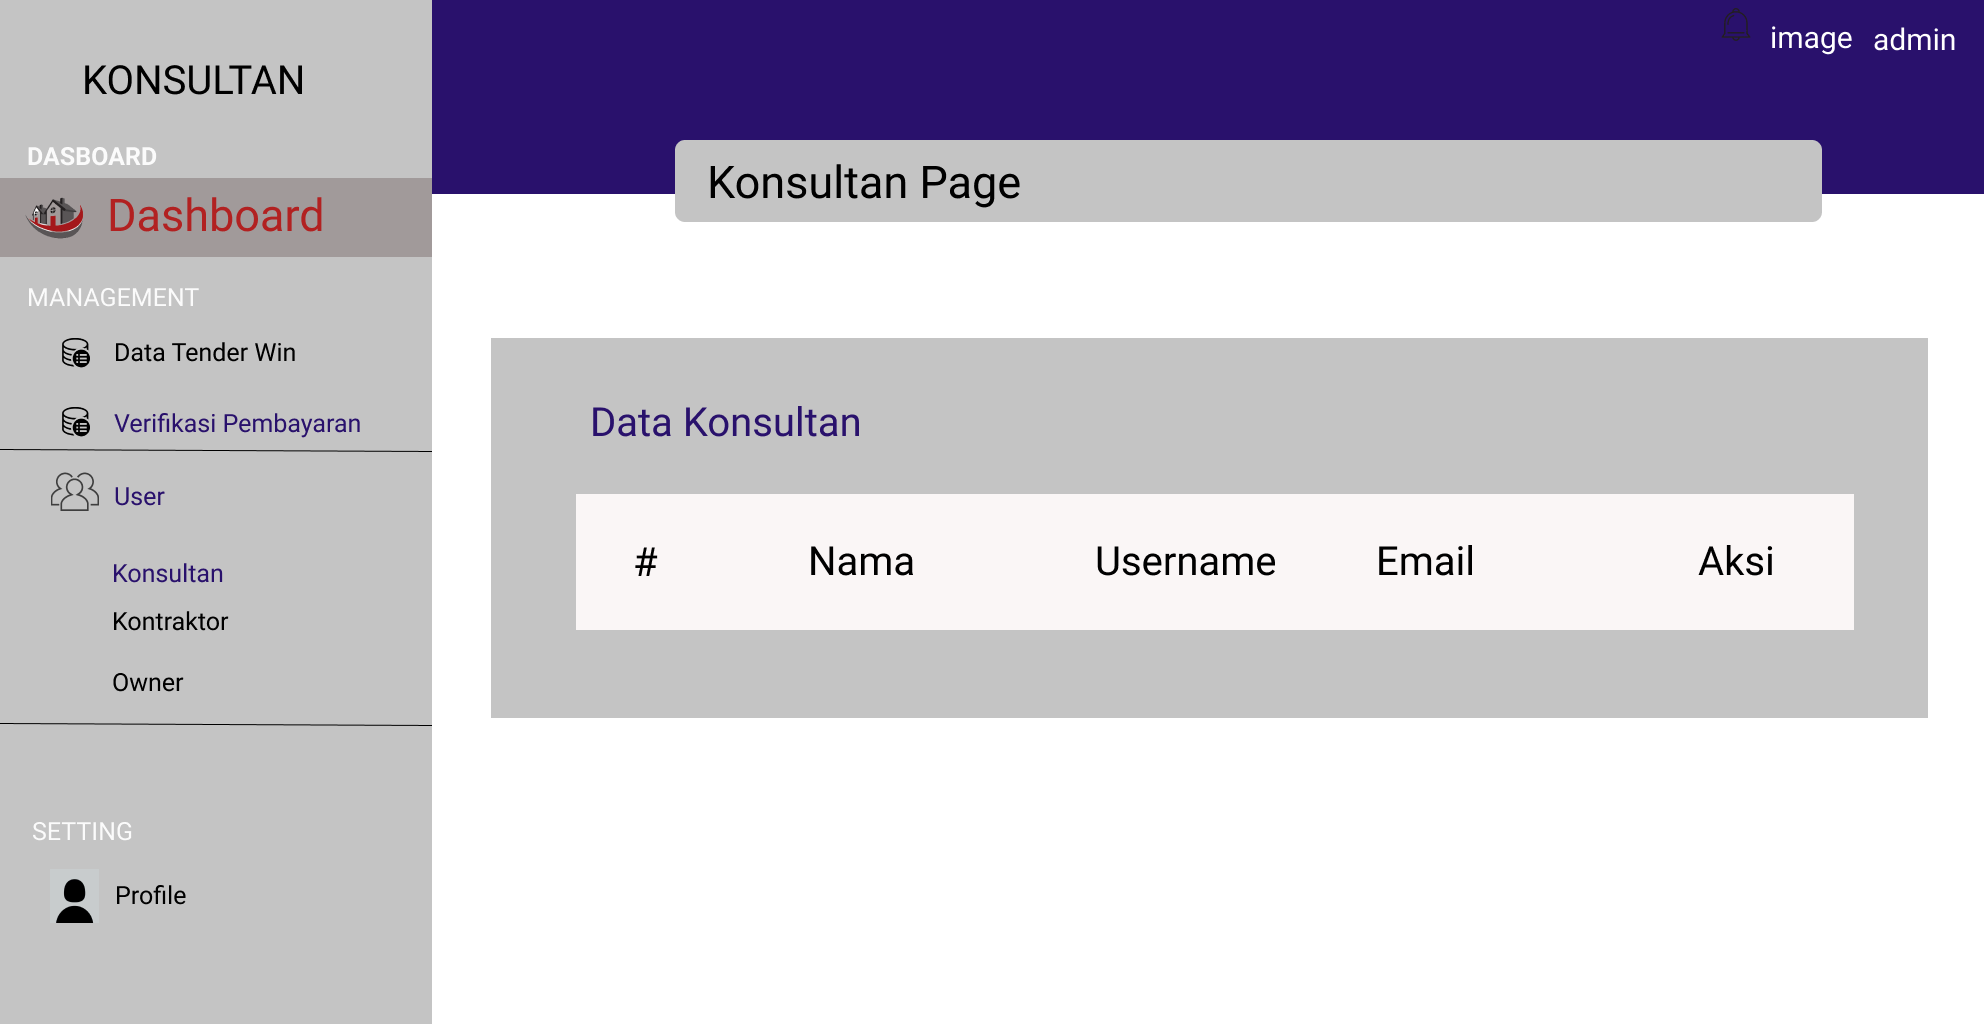 KONSULTAN
DASBOARD
Dashboard
MANAGEMENT
Data Tender Win
Verifikasi Pembayaran
User
Konsultan
Kontraktor
Owner
SETTING
Profile
image admin
Konsultan Page
Data Konsultan
# Nama Username Email Aksi